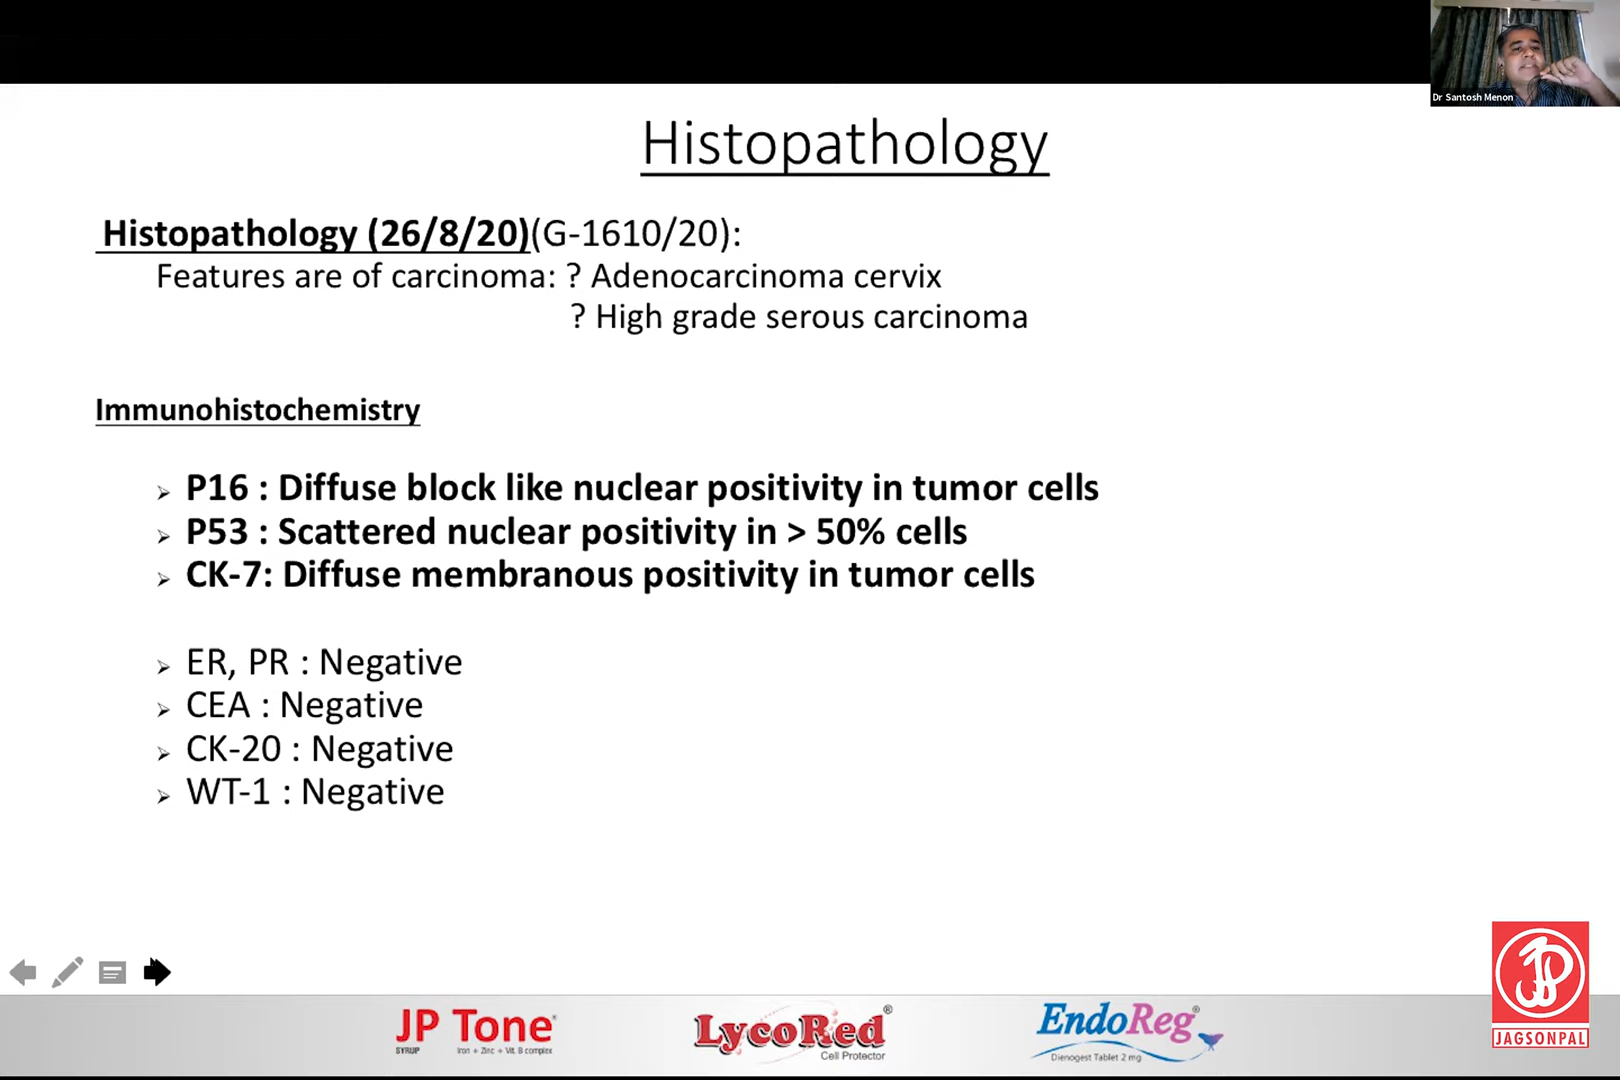 Dr Santosh Menon
Histopathology
Histopathology (26/8/20)(G-1610/20):
Features are of carcinoma: ? Adenocarcinoma cervix
? High grade serous carcinoma
Immunohistochemistry
P16 : Diffuse block like nuclear positivity in tumor cells
P53 : Scattered nuclear positivity in > 50% cells
CK-7: Diffuse membranous positivity in tumor cells
ER, PR : Negative
CEA : Negative
CK-20 : Negative
WT-1 : Negative
JP Tone
SYRUP Iron + Zinc + Vit. B complex
LycoRed®
Cell Protector
EndoReg®
Dienogest Tablet 2 mg
JAGSONPAL